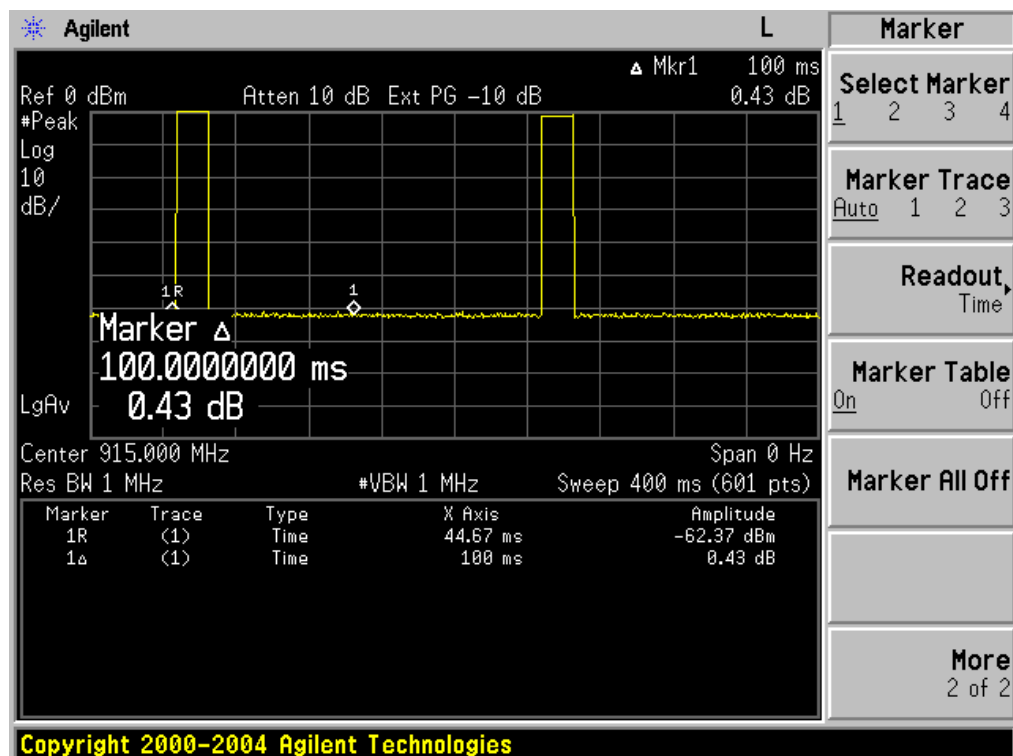 Agilent L
Δ Mkr1 100 ms
Ref 0 dBm Atten 10 dB Ext PG -10 dB 0.43 dB
#Peak
Log
10
dB/
1R 1
Marker Δ
100.0000000 ms
0.43 dB
LgAv
Center 915.000 MHz Span 0 Hz
Res BW 1 MHz #VBW 1 MHz Sweep 400 ms (601 pts)
Marker Trace Type X Axis Amplitude
1R (1) Time 44.67 ms -62.37 dBm
1Δ (1) Time 100 ms 0.43 dB
Marker
Select Marker
1 2 3 4
Marker Trace
Auto 1 2 3
Readout
Time
Marker Table
On Off
Marker All Off
More
2 of 2
Copyright 2000-2004 Agilent Technologies